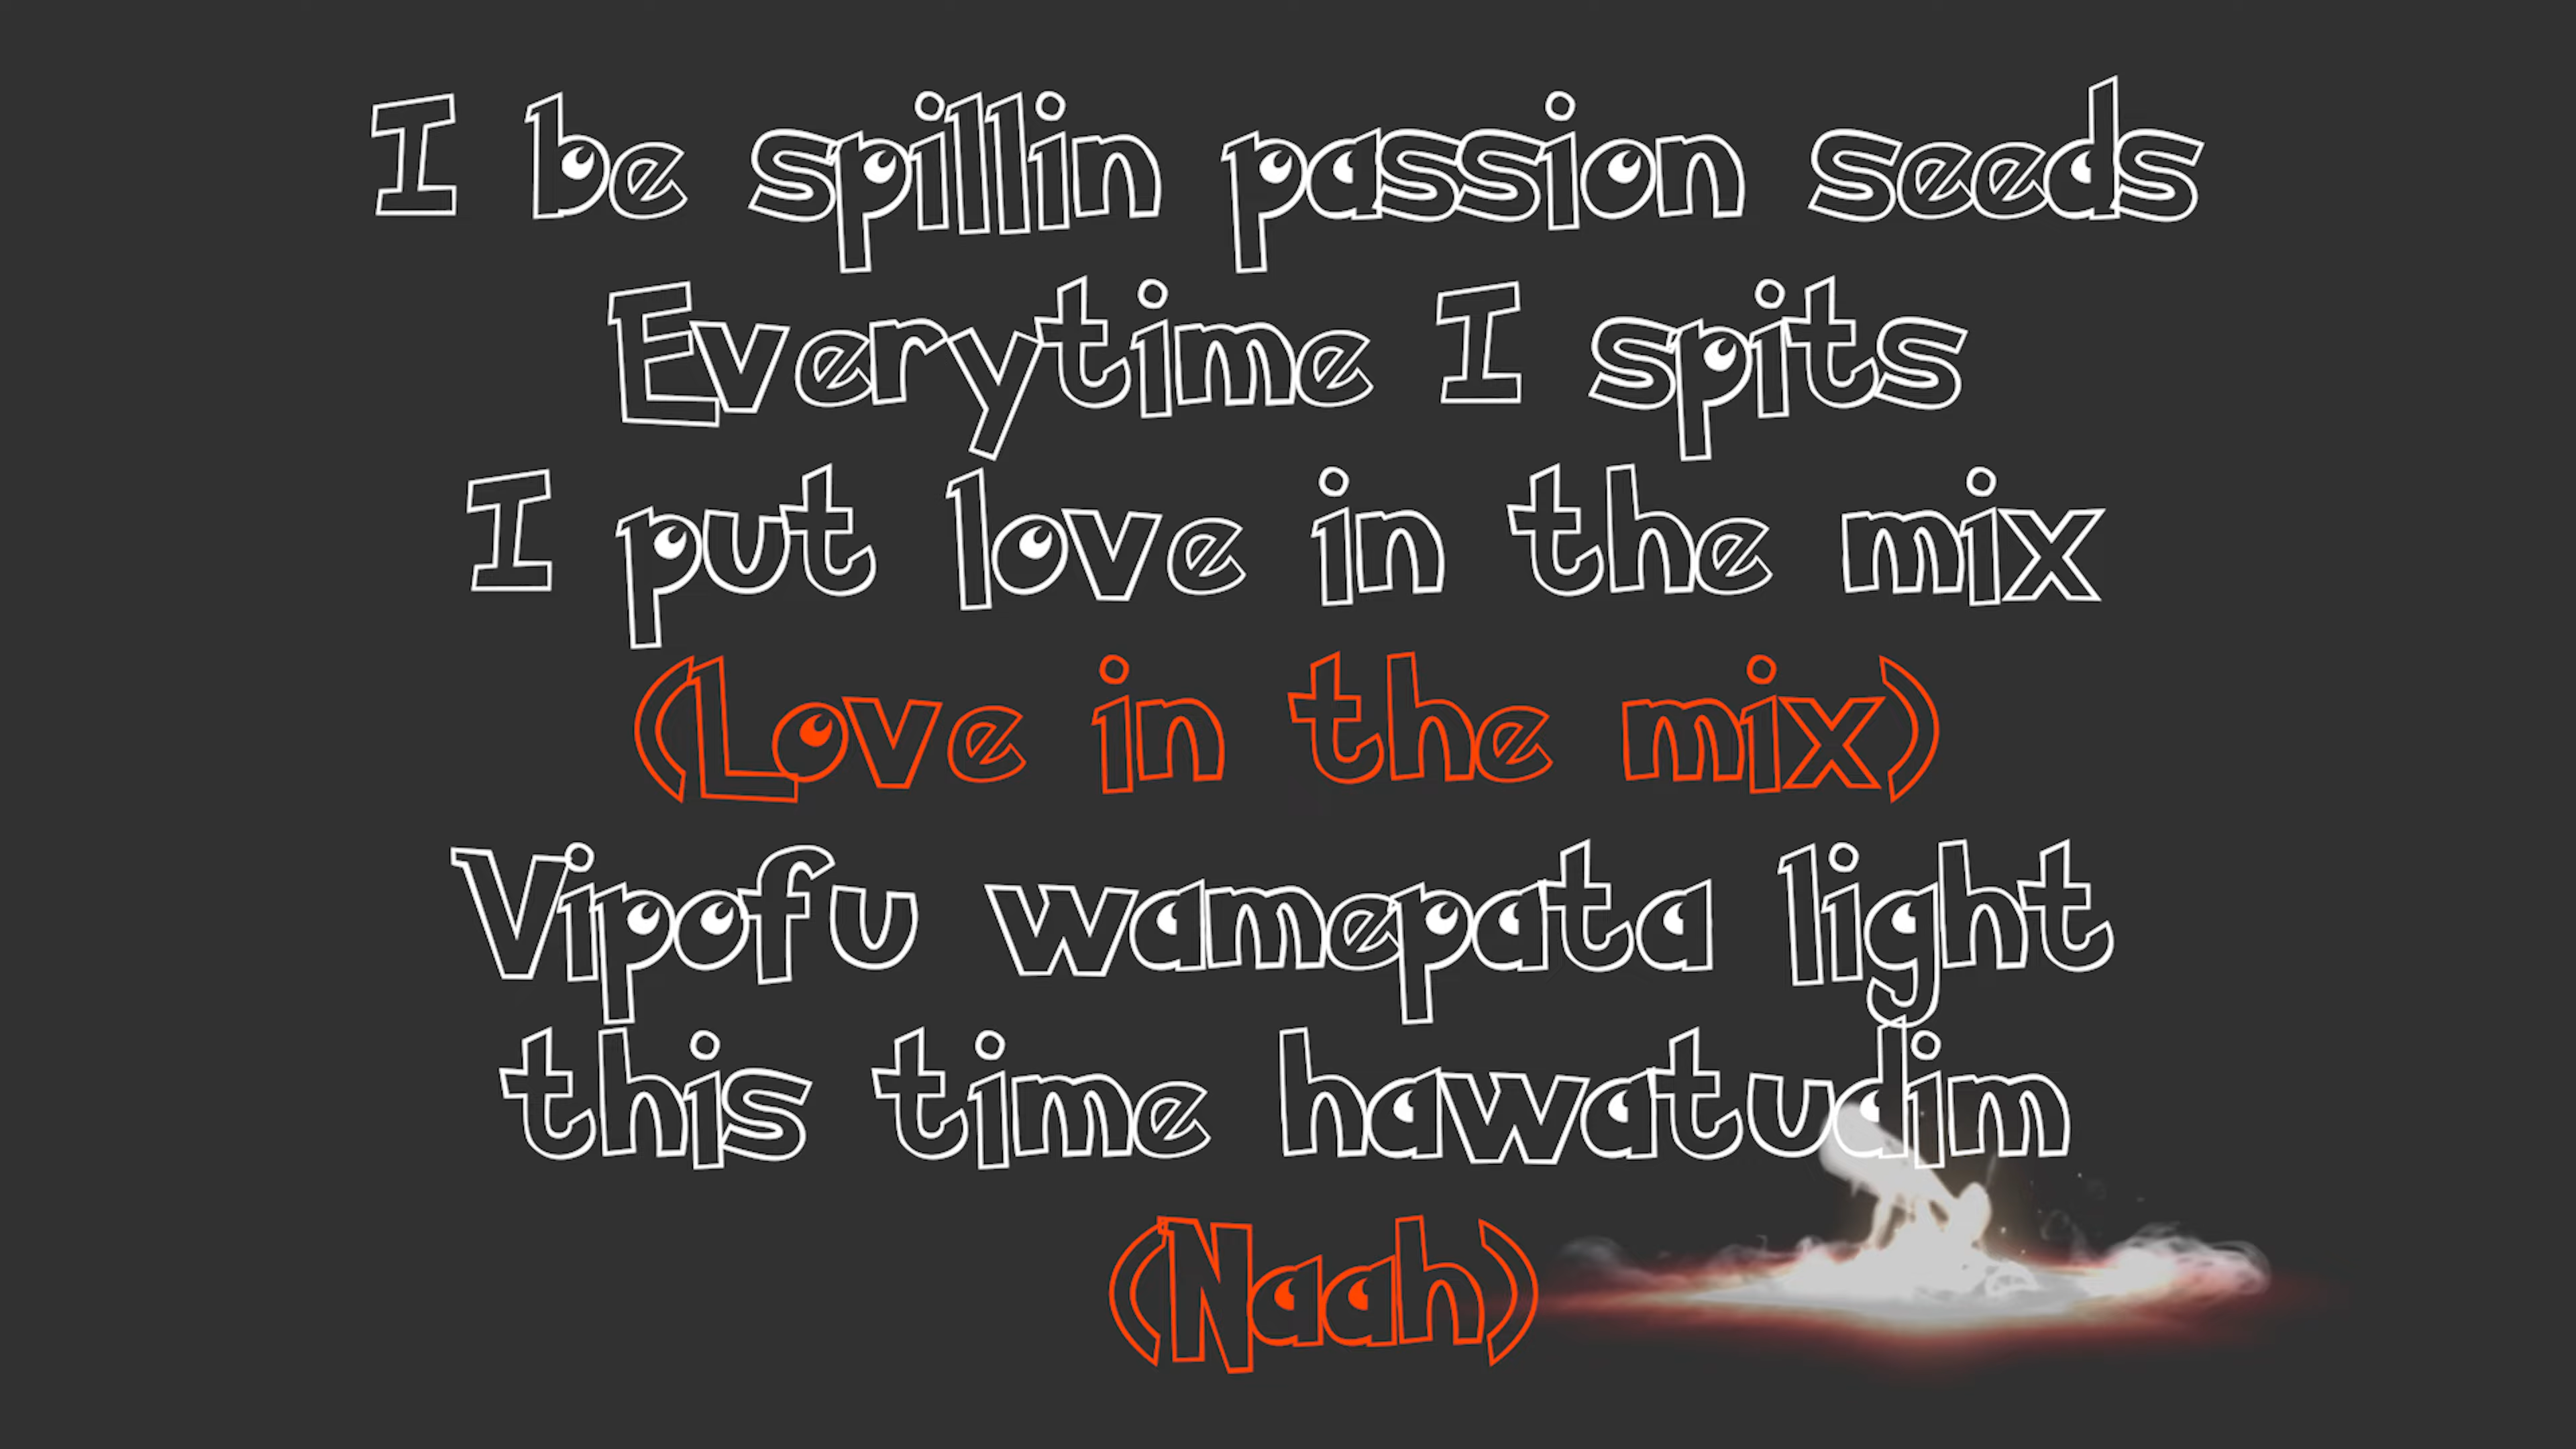 I be spillin passion seeds
Everytime I spits
I put love in the mix
(Love in the mix)
Vipofu wamepata light
this time hawatudim
(Naah)